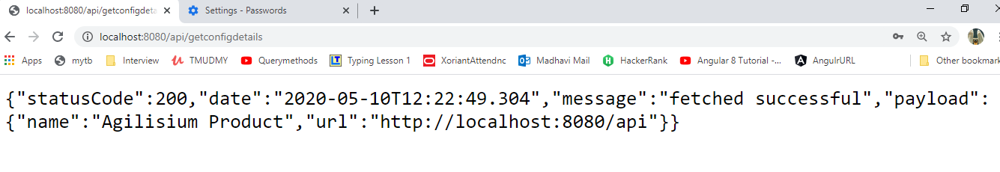 localhost:8080/api/getconfigdeta
Settings - Passwords
localhost:8080/api/getconfigdetails
Apps mytb Interview TMUDMY Querymethods Typing Lesson 1 XoriantAttendnc Madhavi Mail HackerRank Angular 8 Tutorial -... AngulrURL Other bookmark
{"statusCode":200,"date":"2020-05-10T12:22:49.304","message":"fetched successful","payload":
{"name":"Agilisium Product","url":"http://localhost:8080/api"}}